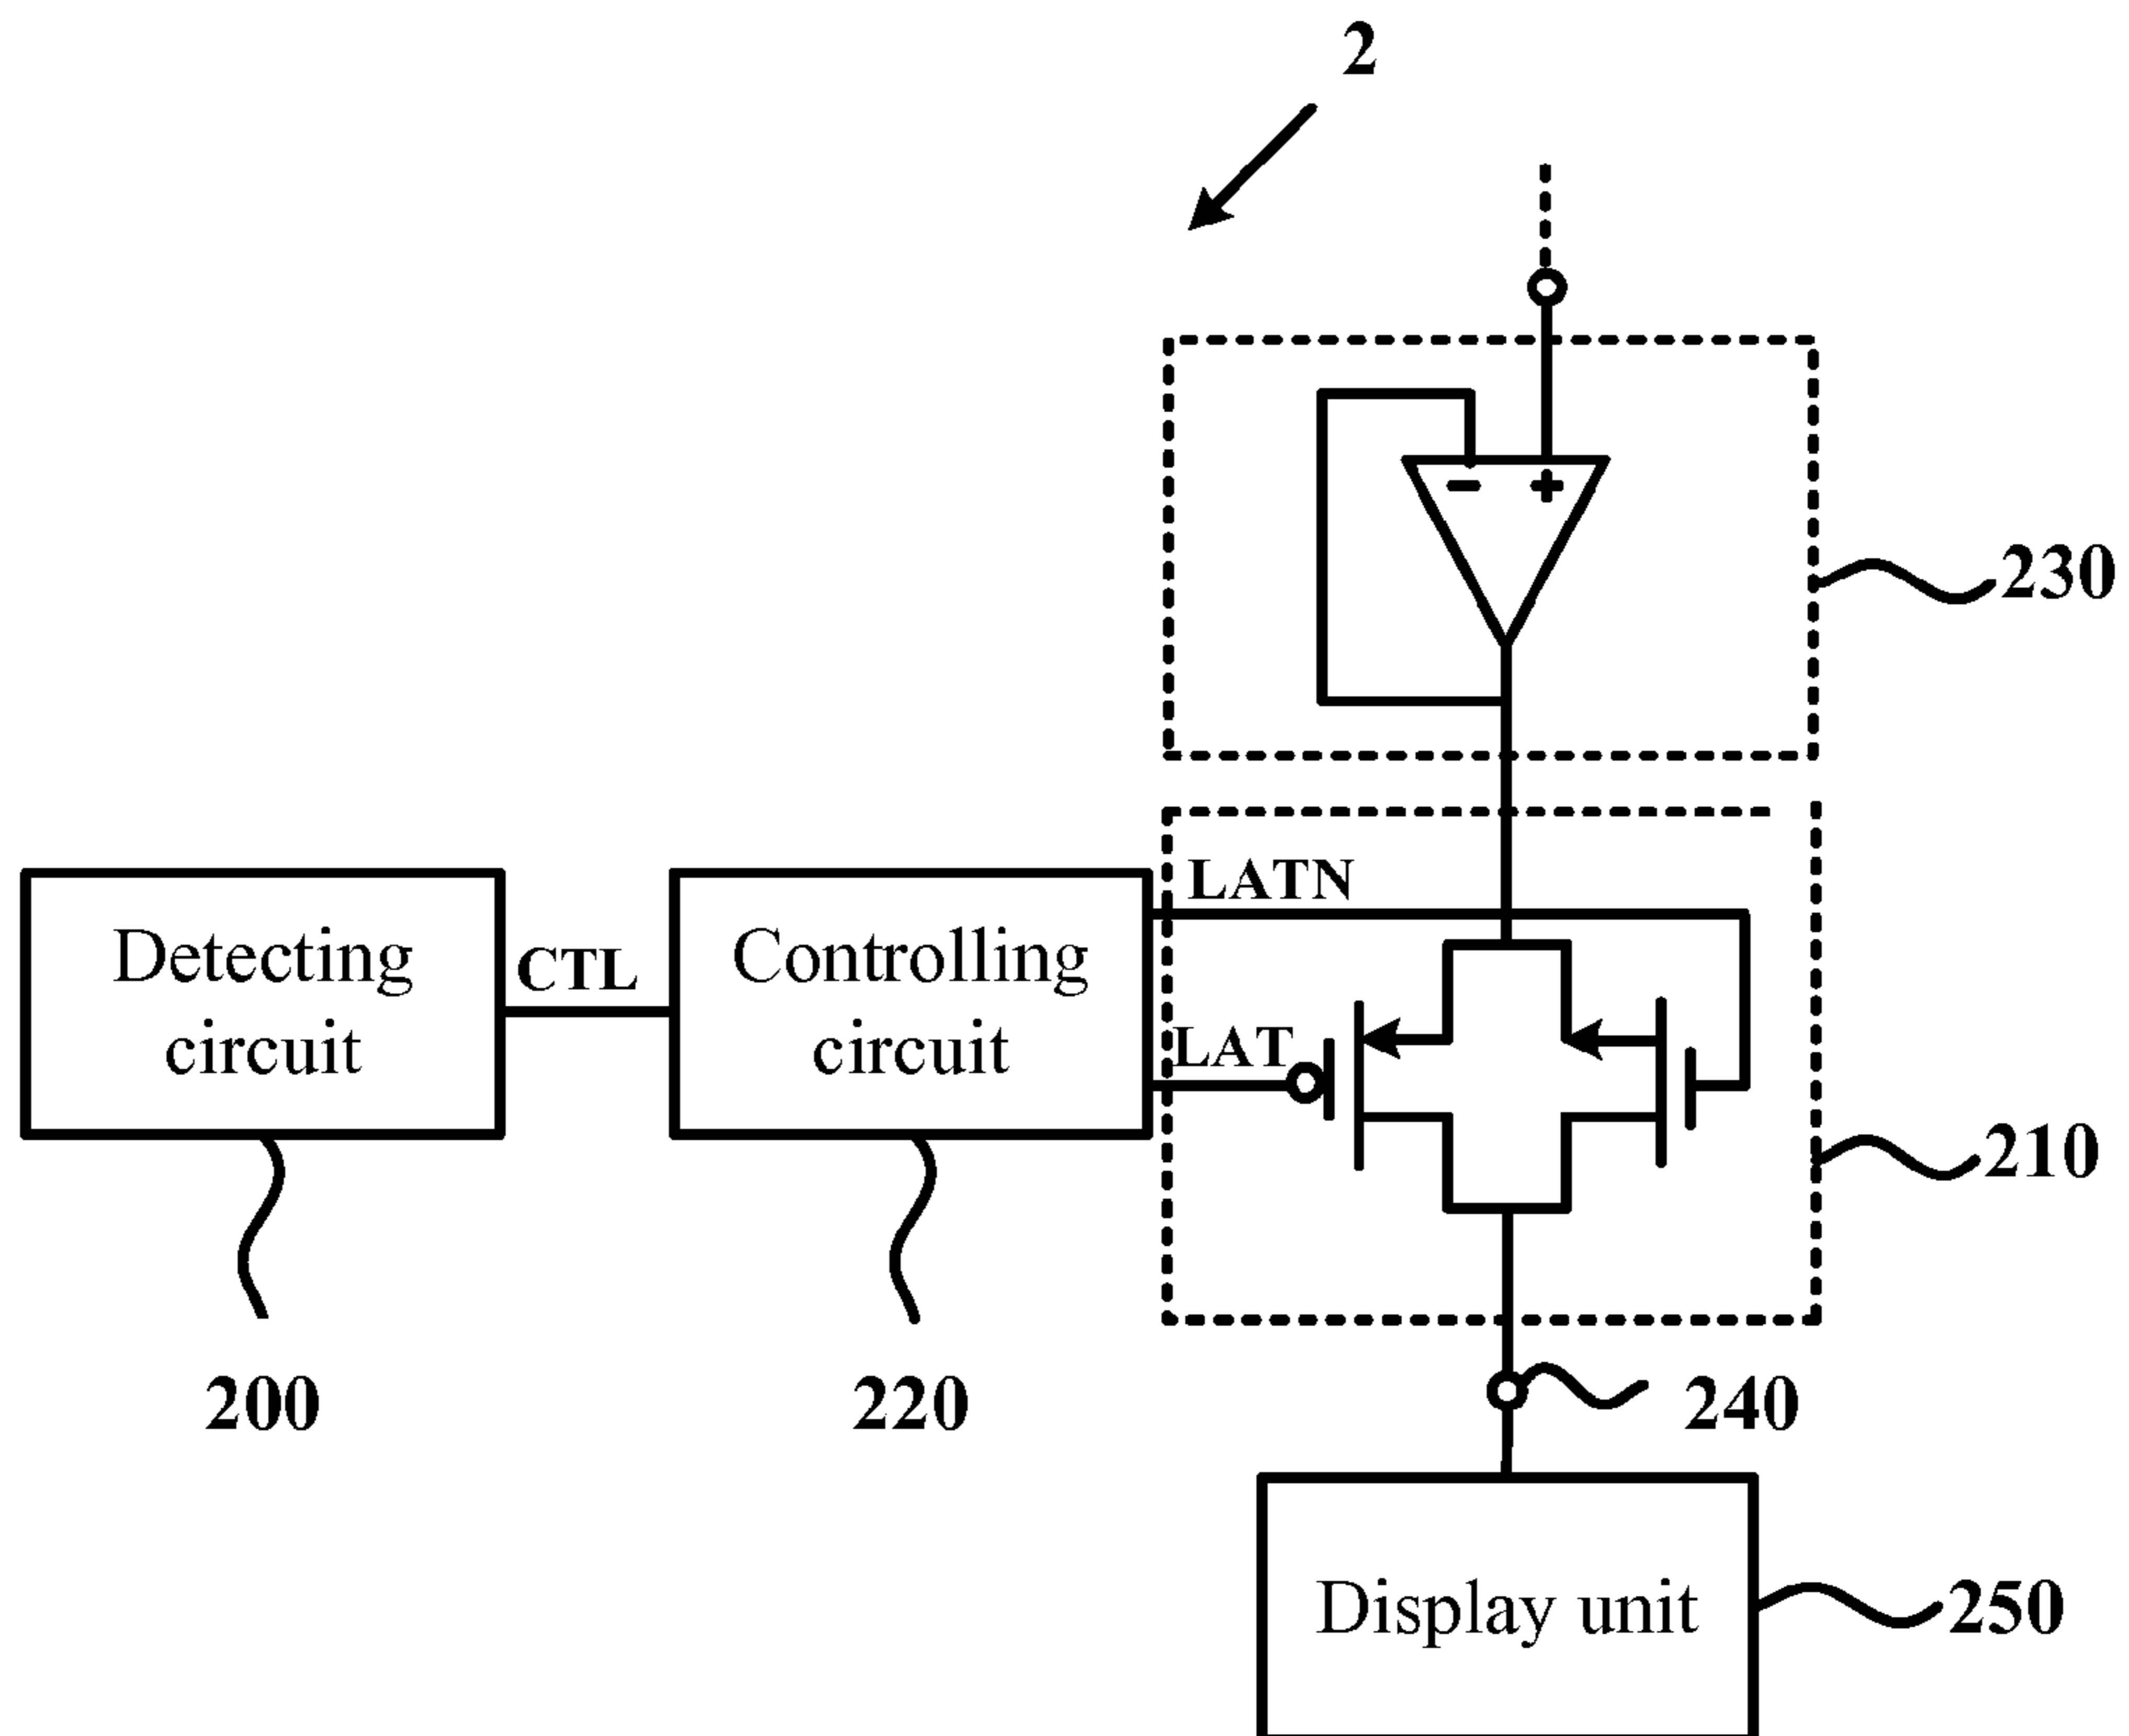 2
- +
230
LATN
Detecting
circuit
CTL
Controlling
circuit
LAT
210
200
220
240
Display unit
250